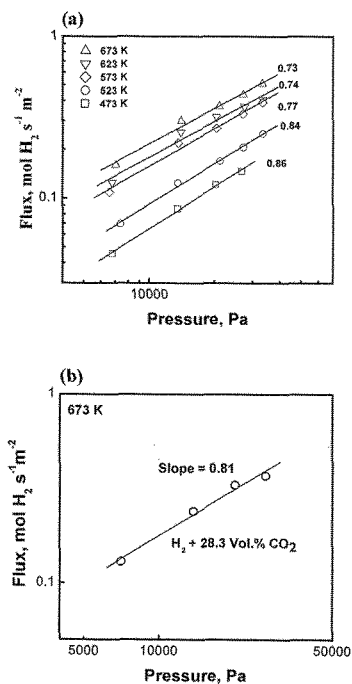 (a)
1
673 K
623 K
573 K
523 K
473 K
0.73
0.74
0.77
0.84
0.86
0.1
Flux, mol H2 s-1 m-2
10000
Pressure, Pa
(b)
1
673 K
Slope = 0.81
H2 + 28.3 Vol.% CO2
0.1
Flux, mol H2 s-1m-2
5000 10000 50000
Pressure, Pa